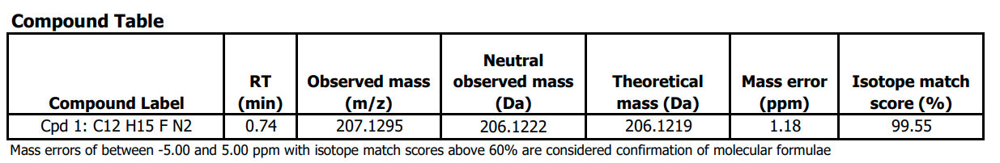 Compound Table
Compound Label RT (min) Observed mass (m/z) Neutral observed mass (Da) Theoretical mass (Da) Mass error (ppm) Isotope match score (%)
Cpd 1: C12 H15 F N2 0.74 207.1295 206.1222 206.1219 1.18 99.55
Mass errors of between -5.00 and 5.00 ppm with isotope match scores above 60% are considered confirmation of molecular formulae